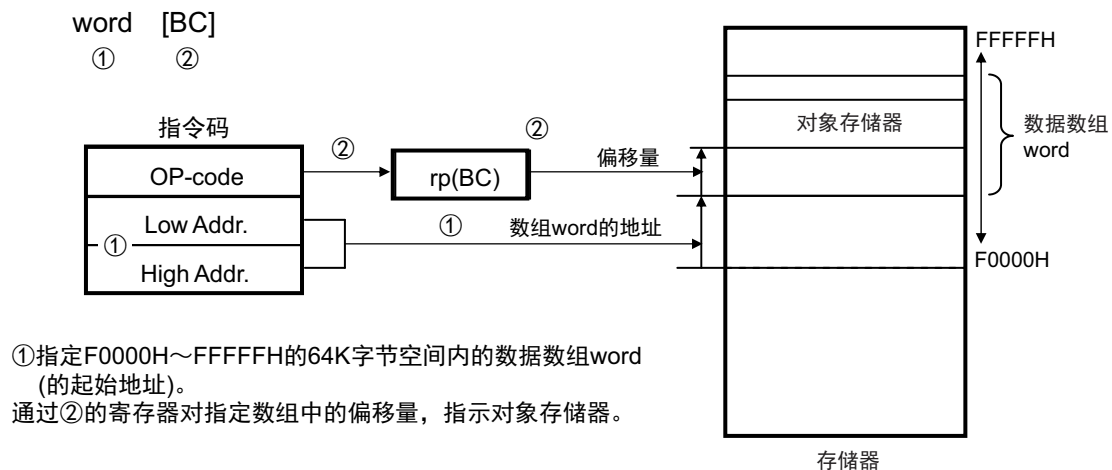 word [BC]
① ②
FFFFFH
指令码
②
②
对象存储器
数据数组
word
OP-code
rp(BC)
偏移量
Low Addr.
①
①
数组word的地址
High Addr.
F0000H
①指定F0000H～FFFFFH的64K字节空间内的数据数组word
(的起始地址)。
通过②的寄存器对指定数组中的偏移量，指示对象存储器。
存储器